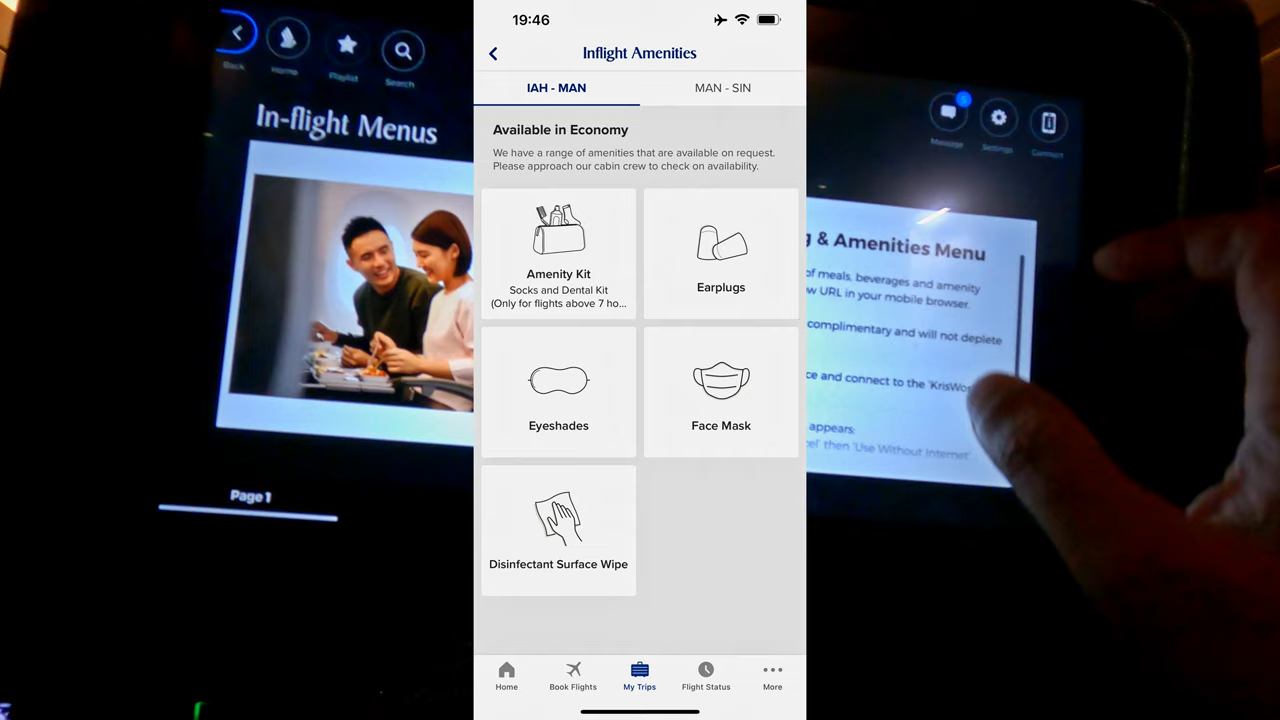 Back
Home
Playlist
Search
In-flight Menus
Page 1
19:46
Inflight Amenities
IAH - MAN
MAN - SIN
Available in Economy
We have a range of amenities that are available on request.
Please approach our cabin crew to check on availability.
Amenity Kit
Socks and Dental Kit
(Only for flights above 7 ho...
Earplugs
Eyeshades
Face Mask
Disinfectant Surface Wipe
Home
Book Flights
My Trips
Flight Status
More
5
Message
Settings
Connect
& Amenities Menu
of meals, beverages and amenity
URL in your mobile browser.
complimentary and will not deplete
and connect to the 'KrisWo
appears:
then 'Use Without Internet'.